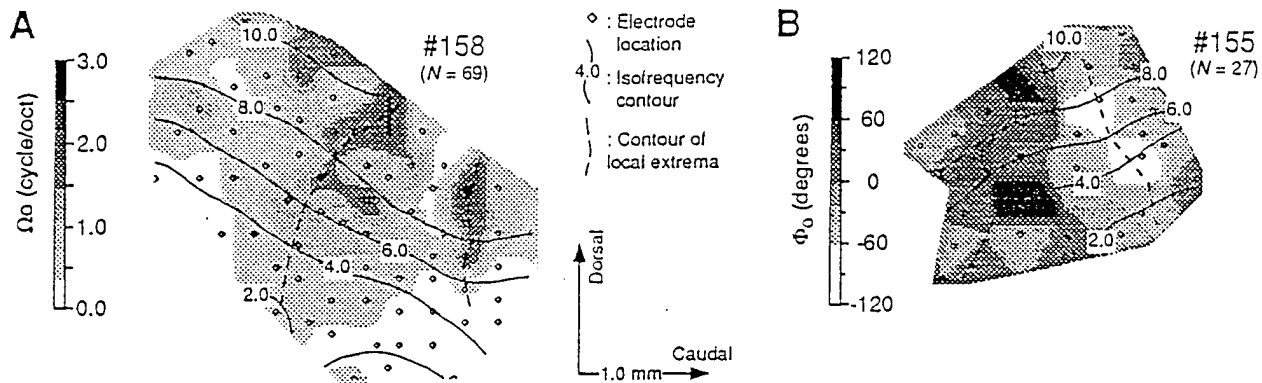 A
Ωo (cycle/oct)
3.0
2.0
1.0
0.0
10.0
8.0
6.0
4.0
2.0
#158
(N = 69)
: Electrode
location
4.0
: Isofrequency
contour
: Contour of
local extrema
Dorsal
Caudal
1.0 mm
B
Φo (degrees)
120
60
0
-60
-120
10.0
8.0
6.0
4.0
2.0
#155
(N = 27)